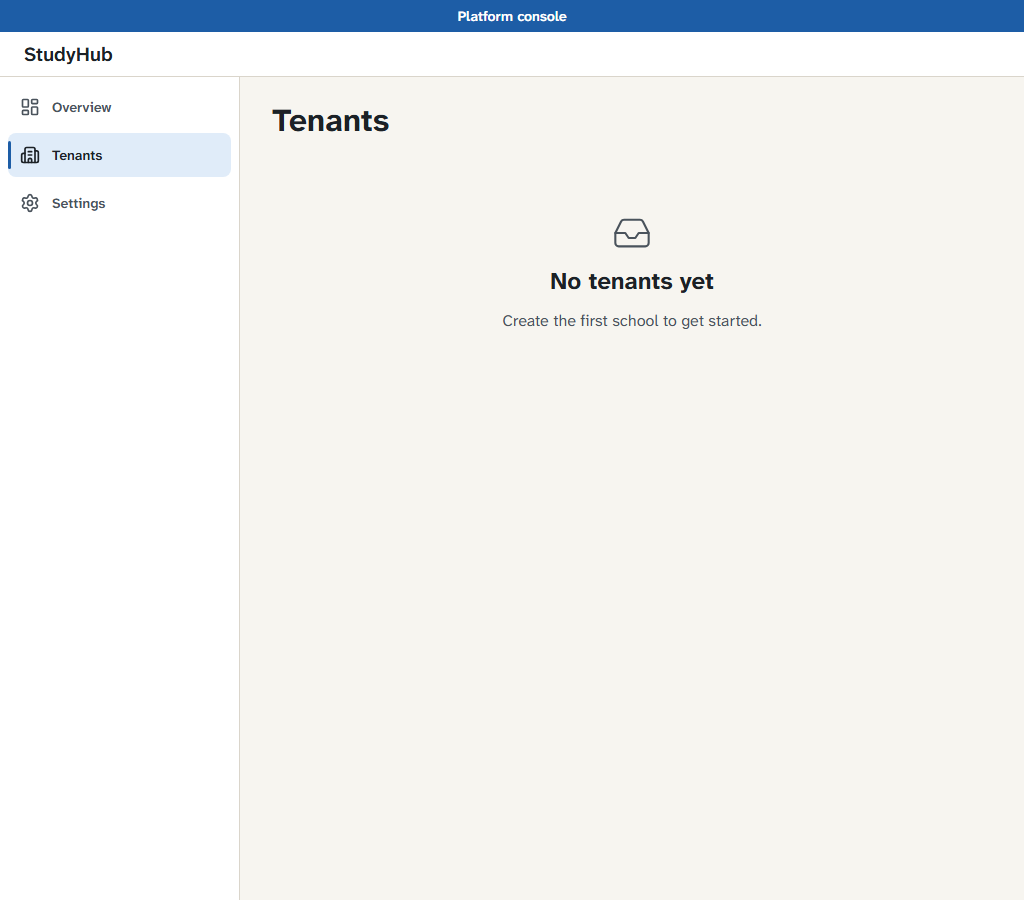 Platform console
StudyHub
Overview
Tenants
Settings
Tenants
No tenants yet
Create the first school to get started.